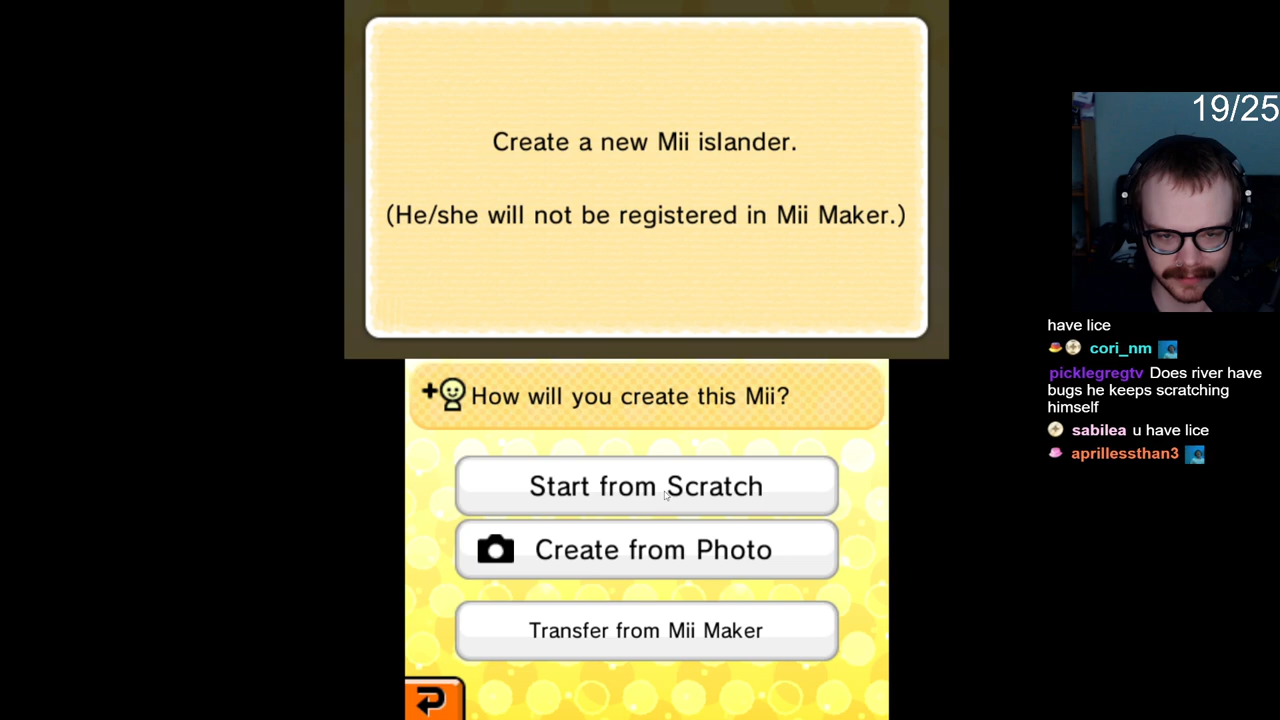 Create a new Mii islander.
(He/she will not be registered in Mii Maker.)
How will you create this Mii?
Start from Scratch
Create from Photo
Transfer from Mii Maker
19/25
have lice
cori_nm
picklegregtv Does river have
bugs he keeps scratching
himself
sabilea u have lice
aprillessthan3